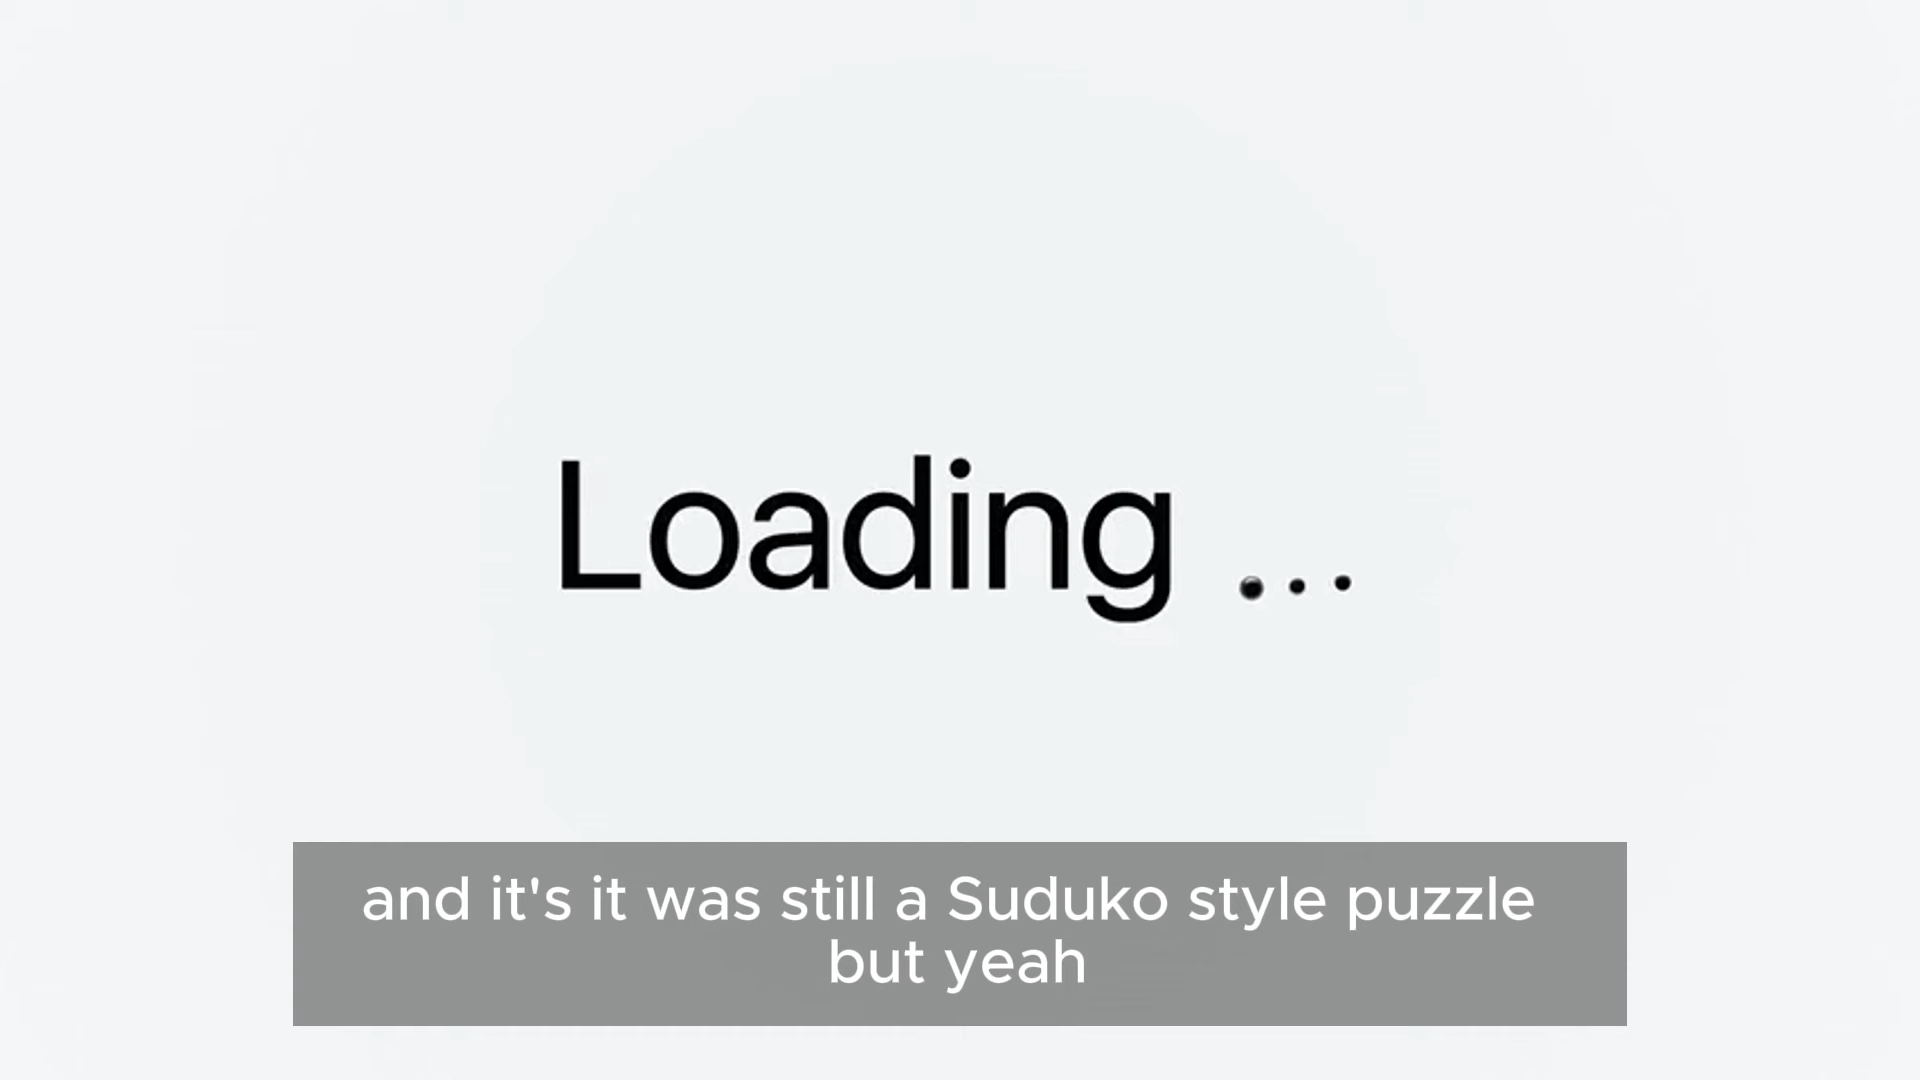 Loading ...
and it's it was still a Suduko style puzzle
but yeah